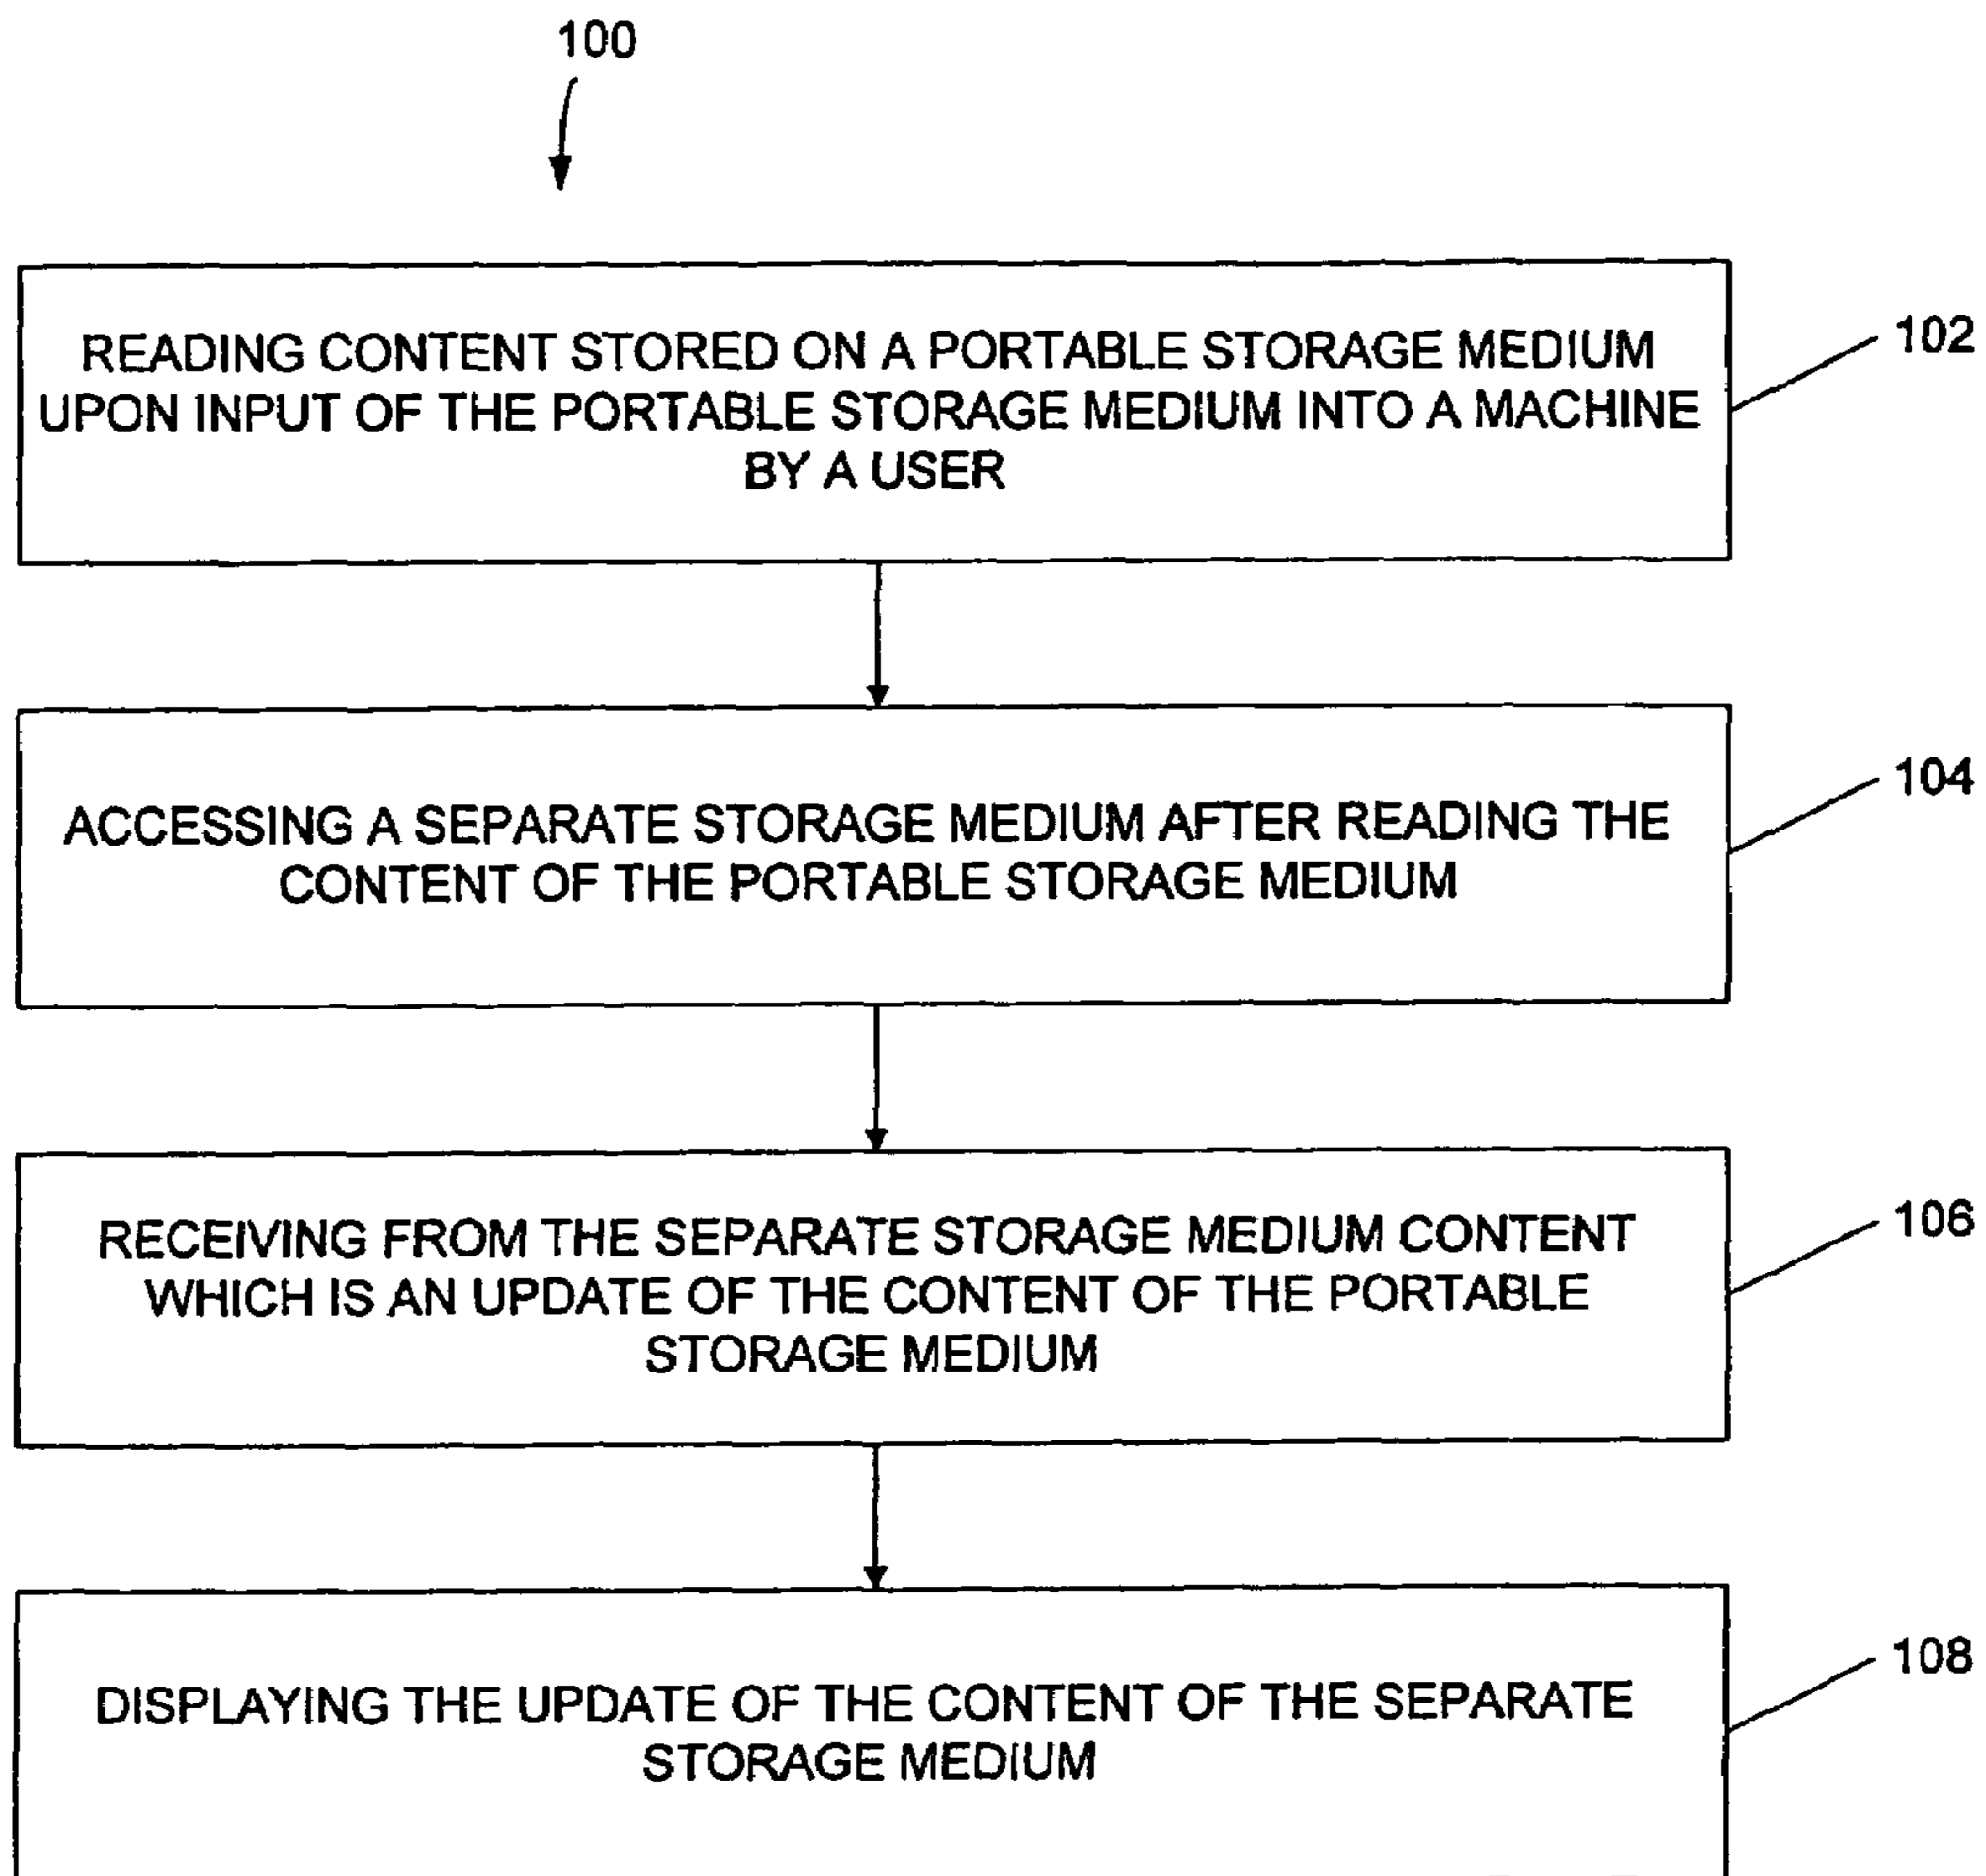 100
READING CONTENT STORED ON A PORTABLE STORAGE MEDIUM
UPON INPUT OF THE PORTABLE STORAGE MEDIUM INTO A MACHINE
BY A USER
102
ACCESSING A SEPARATE STORAGE MEDIUM AFTER READING THE
CONTENT OF THE PORTABLE STORAGE MEDIUM
104
RECEIVING FROM THE SEPARATE STORAGE MEDIUM CONTENT
WHICH IS AN UPDATE OF THE CONTENT OF THE PORTABLE
STORAGE MEDIUM
106
DISPLAYING THE UPDATE OF THE CONTENT OF THE SEPARATE
STORAGE MEDIUM
108